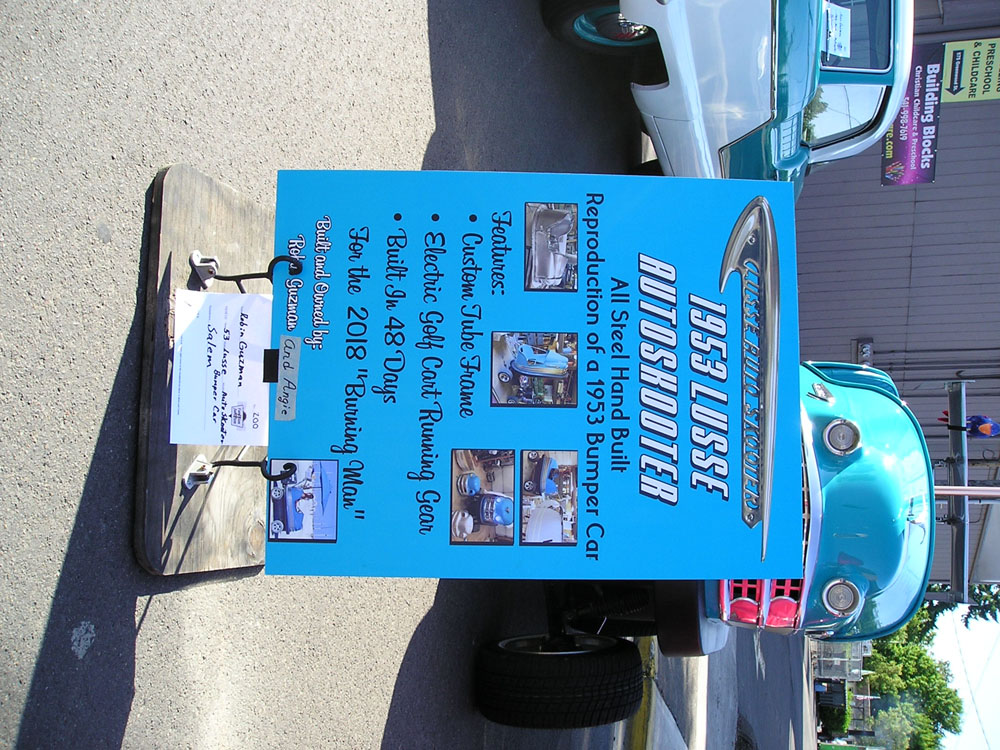 LUSSE AUTO SKOOTER
1953 LUSSE
AUTOSKOOTER
All Steel Hand Built
Reproduction of a 1953 Bumper Car
Features:
• Custom Tube Frame
• Electric Golf Cart Running Gear
• Built In 48 Days
For the 2018 "Burning Man"
Built and Owned by:
Robin Guzman And Angie
200
Robin Guzman
53 - Lusse - Auto Skooter
Bumper Car
Salem
PRESCHOOL
& CHILDCARE
Building Blocks
Christian Childcare & Preschool
541-998-7619